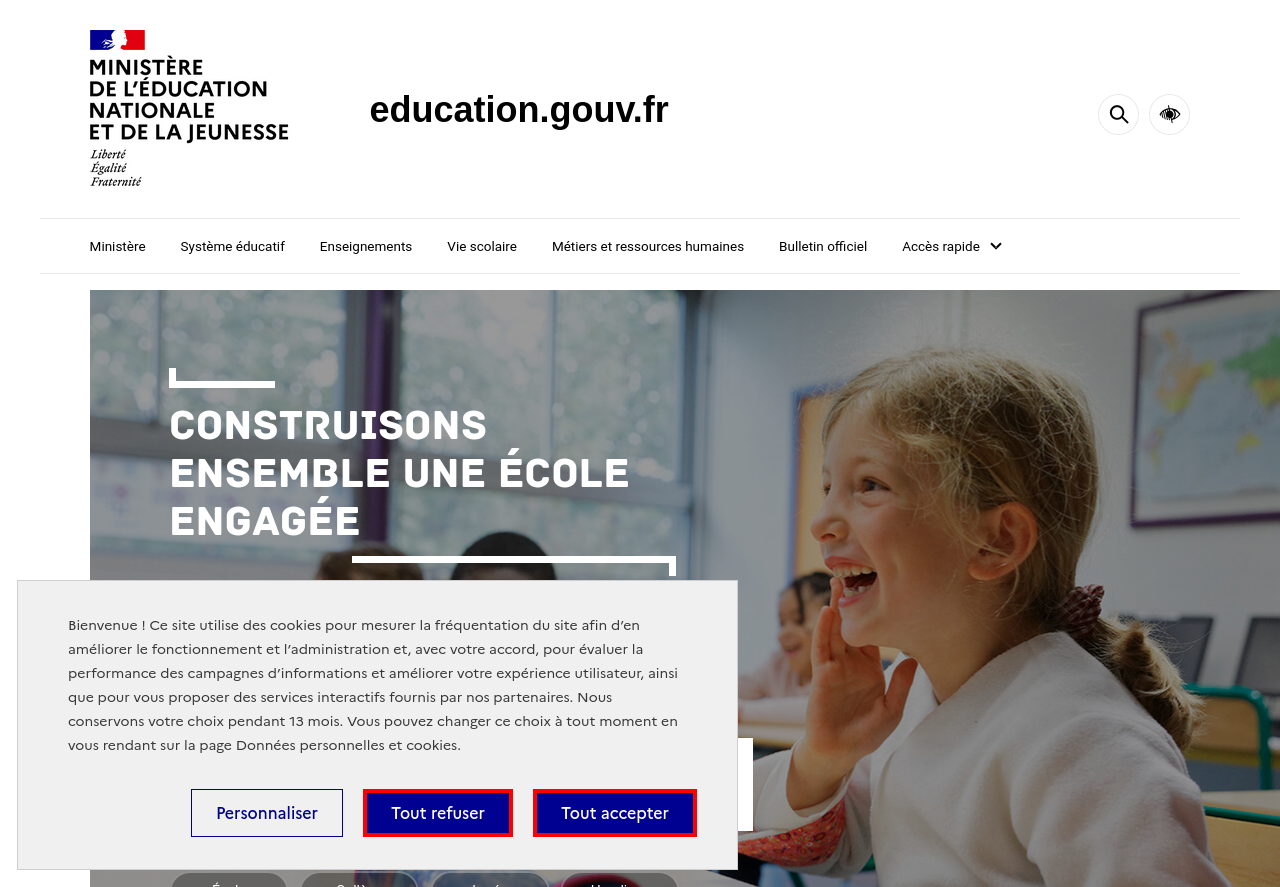 MINISTÈRE
DE L'ÉDUCATION
NATIONALE
ET DE LA JEUNESSE
Liberté
Égalité
Fraternité
education.gouv.fr
Ministère Système éducatif Enseignements Vie scolaire Métiers et ressources humaines Bulletin officiel Accès rapide
CONSTRUISONS
ENSEMBLE UNE ÉCOLE
ENGAGÉE
Bienvenue ! Ce site utilise des cookies pour mesurer la fréquentation du site afin d’en
améliorer le fonctionnement et l’administration et, avec votre accord, pour évaluer la
performance des campagnes d’informations et améliorer votre expérience utilisateur, ainsi
que pour vous proposer des services interactifs fournis par nos partenaires. Nous
conservons votre choix pendant 13 mois. Vous pouvez changer ce choix à tout moment en
vous rendant sur la page Données personnelles et cookies.
Personnaliser Tout refuser Tout accepter